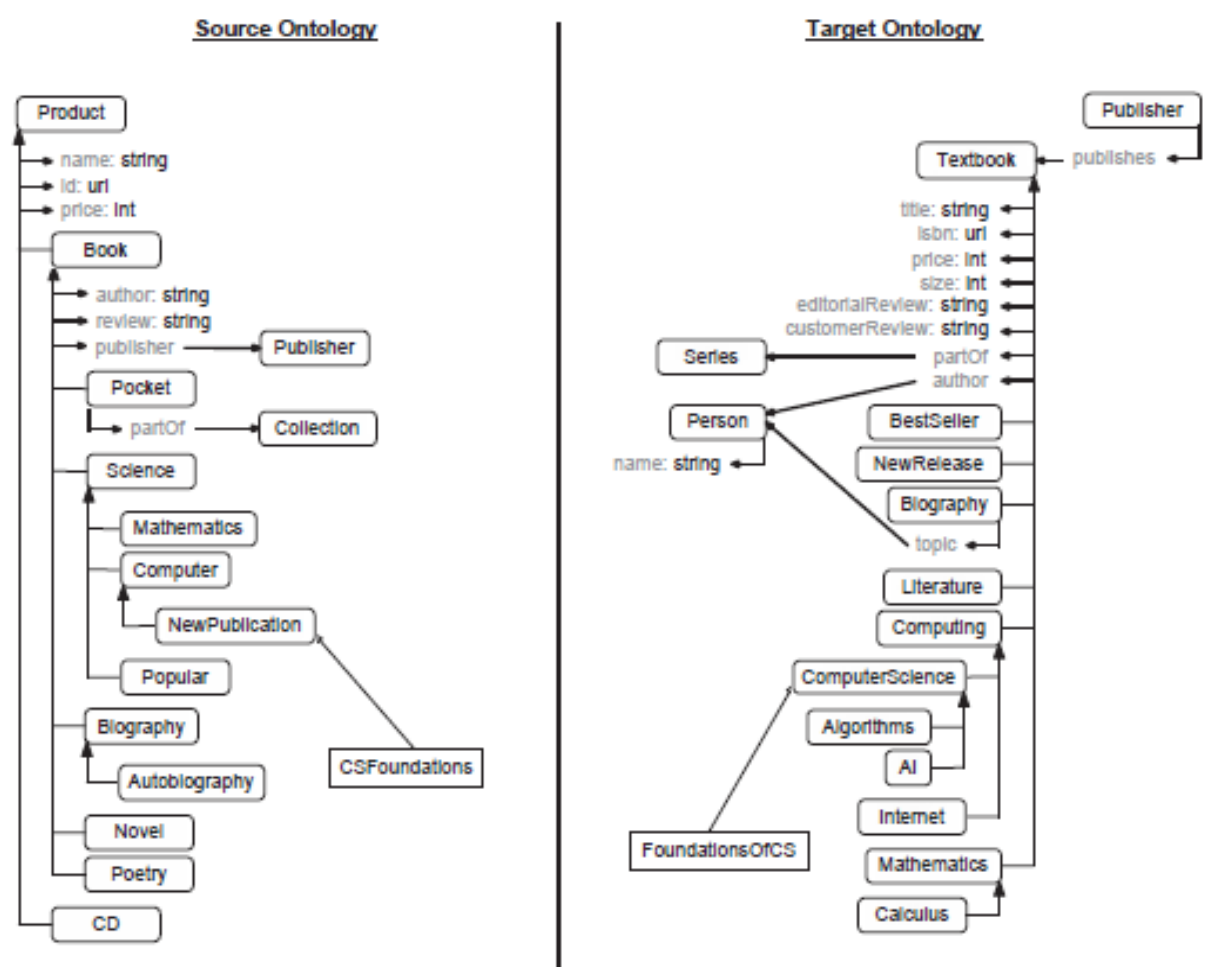 Source Ontology
Product
name: string
id: uri
price: int
Book
author: string
review: string
publisher
Publisher
Pocket
partOf
Collection
Science
Mathematics
Computer
NewPublication
Popular
Biography
CSFoundations
Autobiography
Novel
Poetry
CD
Target Ontology
Publisher
Textbook
publishes
title: string
isbn: uri
price: int
size: int
editorialReview: string
customerReview: string
Series
partOf
author
Person
BestSeller
name: string
NewRelease
Biography
topic
Literature
Computing
ComputerScience
Algorithms
AI
Internet
FoundationsOfCS
Mathematics
Calculus